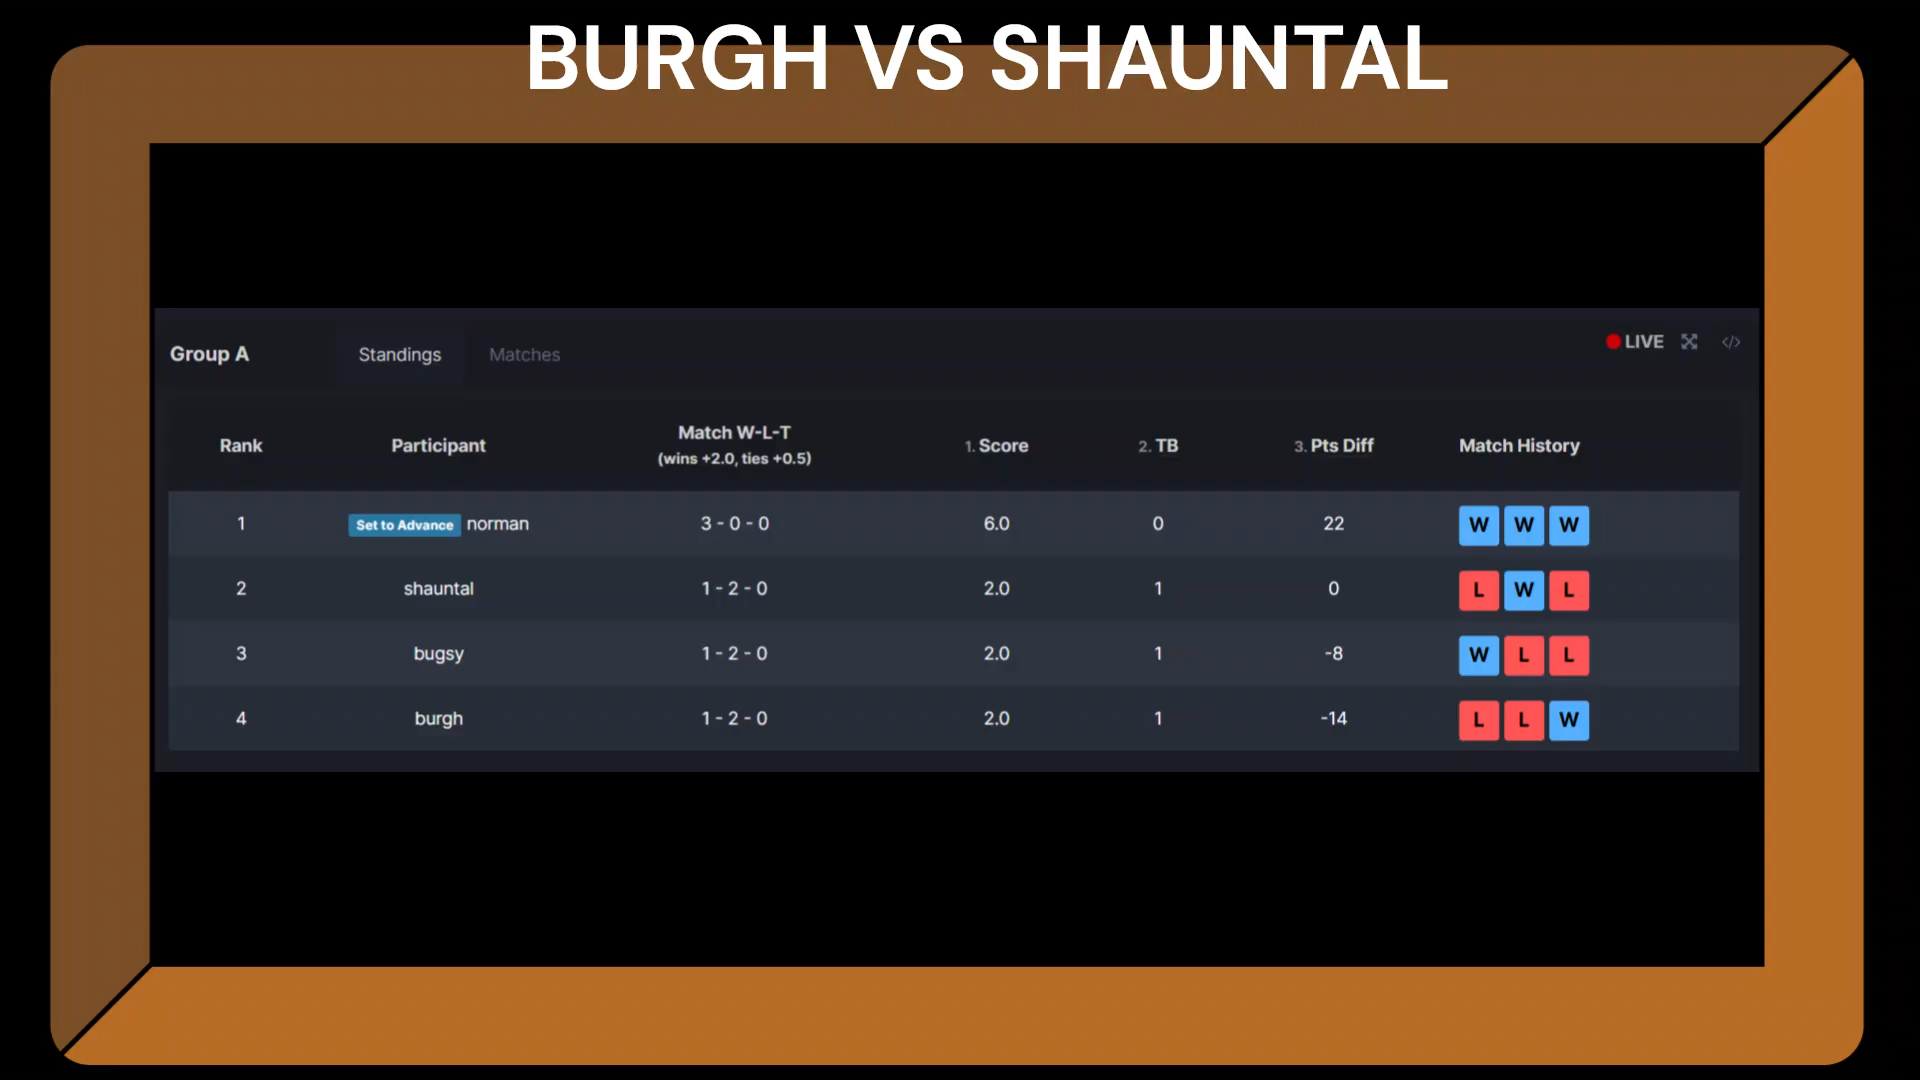 BURGH VS SHAUNTAL
Group A Standings Matches LIVE </>
Rank Participant Match W-L-T (wins +2.0, ties +0.5) 1. Score 2. TB 3. Pts Diff Match History
1 Set to Advance norman 3 - 0 - 0 6.0 0 22 W W W
2 shauntal 1 - 2 - 0 2.0 1 0 L W L
3 bugsy 1 - 2 - 0 2.0 1 -8 W L L
4 burgh 1 - 2 - 0 2.0 1 -14 L L W